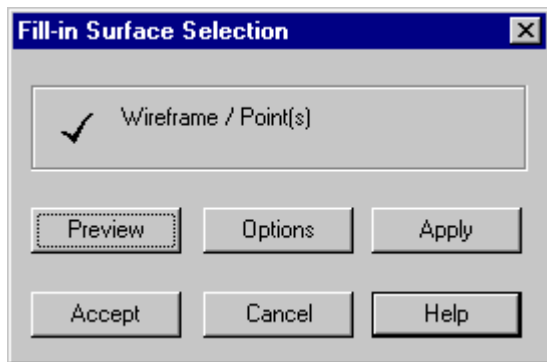 Fill-in Surface Selection
Wireframe / Point(s)
Preview Options Apply
Accept Cancel Help